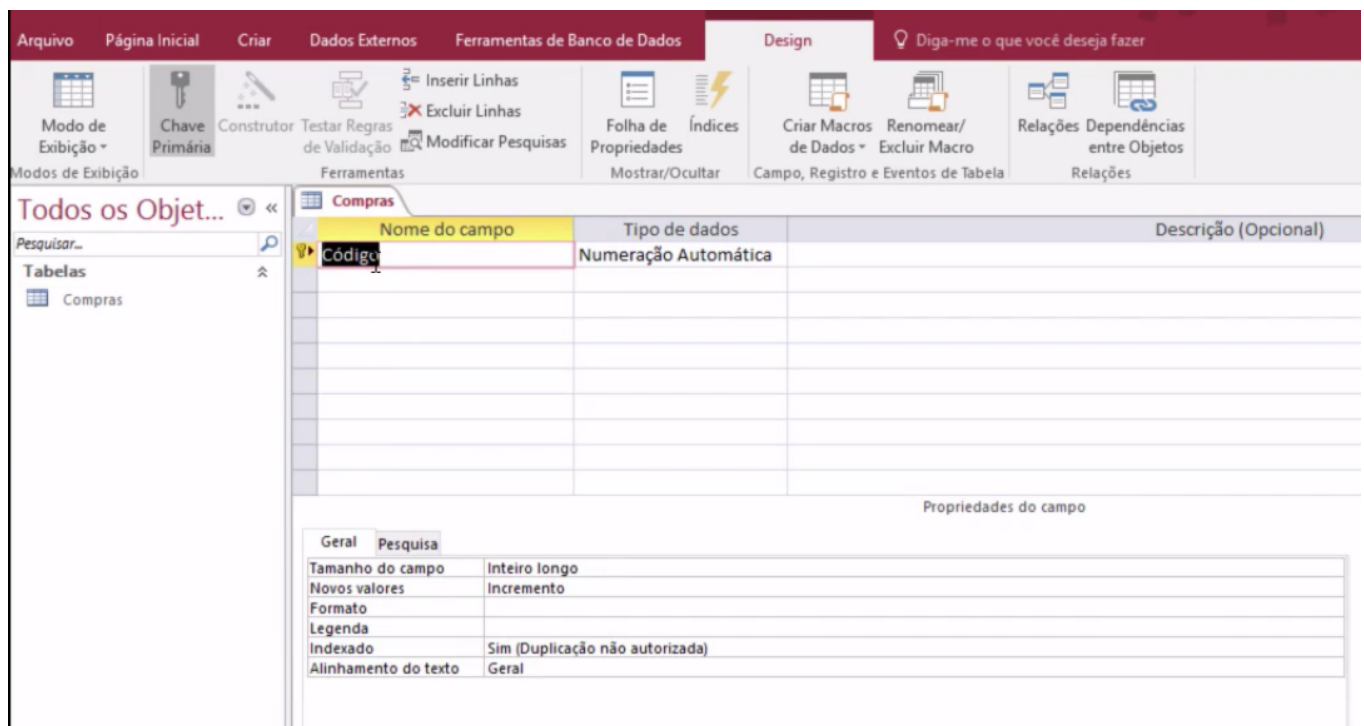 Arquivo Página Inicial Criar Dados Externos Ferramentas de Banco de Dados Design Diga-me o que você deseja fazer
Modo de Exibição
Chave Primária
Construtor
Testar Regras de Validação
Inserir Linhas
Excluir Linhas
Modificar Pesquisas
Folha de Propriedades
Índices
Criar Macros de Dados
Renomear/ Excluir Macro
Relações
Dependências entre Objetos
Modos de Exibição Ferramentas Mostrar/Ocultar Campo, Registro e Eventos de Tabela Relações
Todos os Objet...
Pesquisar...
Tabelas
Compras
Compras
Nome do campo Tipo de dados Descrição (Opcional)
Código Numeração Automática
Propriedades do campo
Geral Pesquisa
Tamanho do campo Inteiro longo
Novos valores Incremento
Formato
Legenda
Indexado Sim (Duplicação não autorizada)
Alinhamento do texto Geral